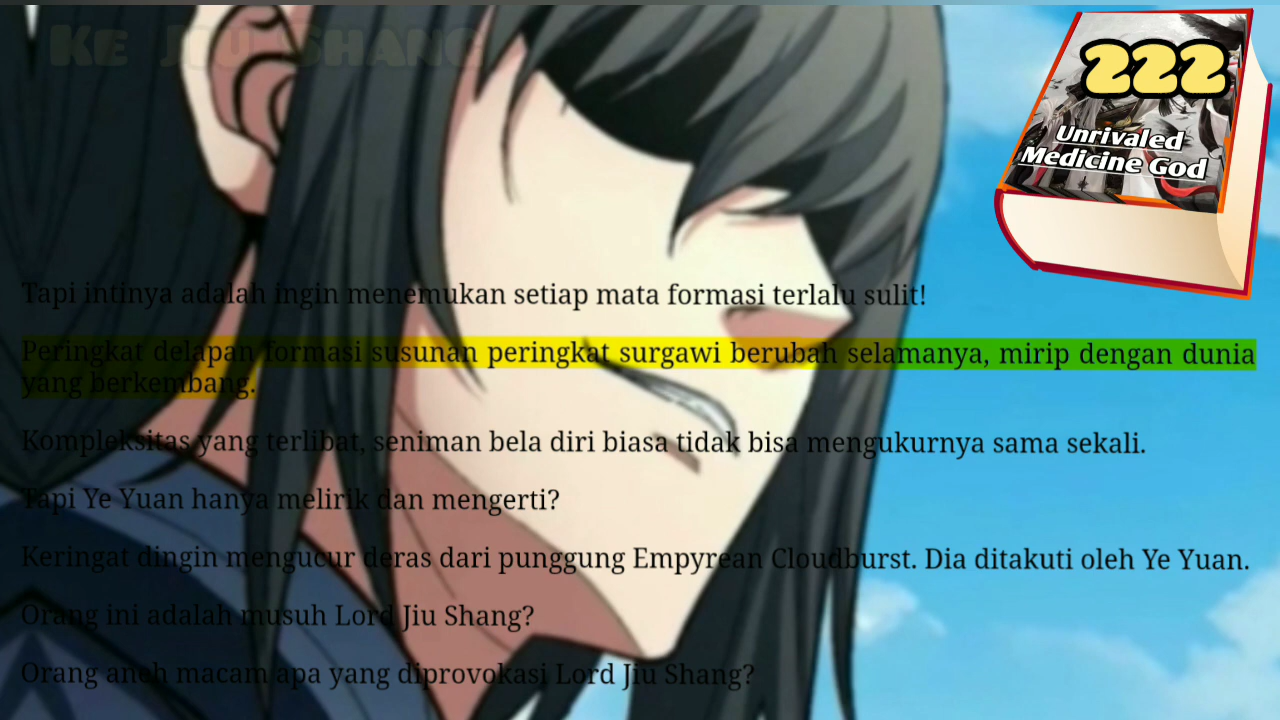 Ke Jiu Shang
222
Unrivaled
Medicine God
Tapi intinya adalah ingin menemukan setiap mata formasi terlalu sulit!
Peringkat delapan formasi susunan peringkat surgawi berubah selamanya, mirip dengan dunia
yang berkembang.
Kompleksitas yang terlibat, seniman bela diri biasa tidak bisa mengukurnya sama sekali.
Tapi Ye Yuan hanya melirik dan mengerti?
Keringat dingin mengucur deras dari punggung Empyrean Cloudburst. Dia ditakuti oleh Ye Yuan.
Orang ini adalah musuh Lord Jiu Shang?
Orang aneh macam apa yang diprovokasi Lord Jiu Shang?